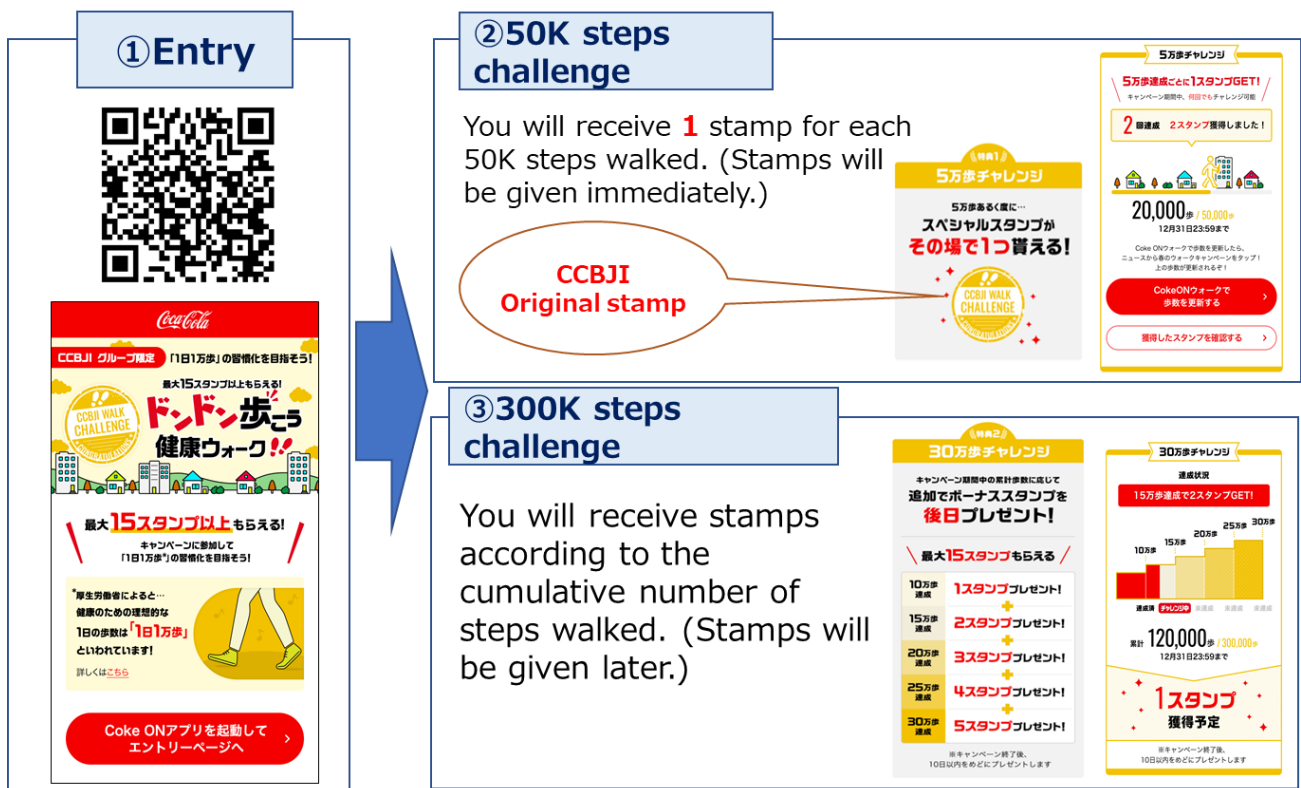 ①Entry
Coca-Cola
CCBJI グループ限定 「1日1万歩」の習慣化を目指そう!
最大15スタンプ以上もらえる!
CCBJI WALK
CHALLENGE
ドンドン歩こう
健康ウォーク!!
最大15スタンプ以上もらえる!
キャンペーンに参加して
「1日1万歩*」の習慣化を目指そう!
*厚生労働省によると…
健康のための理想的な
1日の歩数は「1日1万歩」
といわれています!
詳しくはこちら
Coke ONアプリを起動して
エントリーページへ
②50K steps
challenge
You will receive 1 stamp for each
50K steps walked. (Stamps will
be given immediately.)
CCBJI
Original stamp
特典1
5万歩チャレンジ
5万歩あるく度に…
スペシャルスタンプが
その場で1つ貰える!
CCBJI WALK
CHALLENGE
5万歩チャレンジ
5万歩達成ごとに1スタンプGET!
キャンペーン期間中、何回でもチャレンジ可能
2回達成 2スタンプ獲得しました!
20,000歩 / 50,000歩
12月31日23:59まで
Coke ONウォークで歩数を更新したら、
ニュースから春のウォークキャンペーンをタップ!
上の歩数が更新されるぞ!
CokeONウォークで
歩数を更新する
獲得したスタンプを確認する
③300K steps
challenge
You will receive stamps
according to the
cumulative number of
steps walked. (Stamps will
be given later.)
特典2
30万歩チャレンジ
キャンペーン期間中の累計歩数に応じて
追加でボーナススタンプを
後日プレゼント!
最大15スタンプもらえる
10万歩達成 1スタンププレゼント!
15万歩達成 2スタンププレゼント!
20万歩達成 3スタンププレゼント!
25万歩達成 4スタンププレゼント!
30万歩達成 5スタンププレゼント!
※キャンペーン終了後、
10日以内をめどにプレゼントします
30万歩チャレンジ
達成状況
15万歩達成で2スタンプGET!
10万歩 15万歩 20万歩 25万歩 30万歩
達成済 チャレンジ中 未達成 未達成 未達成
累計 120,000歩 / 300,000歩
12月31日23:59まで
1スタンプ
獲得予定
※キャンペーン終了後、
10日以内をめどにプレゼントします